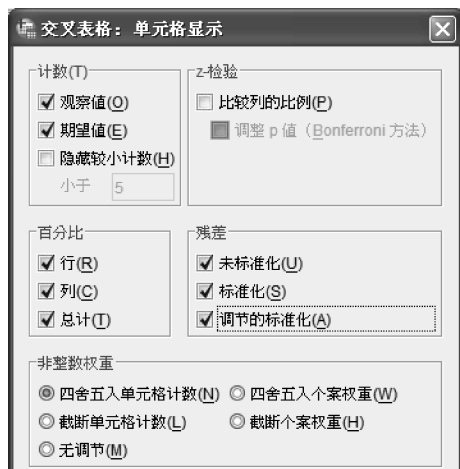 交叉表格：单元格显示
计数(T)
观察值(O)
期望值(E)
隐藏较小计数(H)
小于 5
z-检验
比较列的比例(P)
调整 p 值（Bonferroni 方法）
百分比
行(R)
列(C)
总计(T)
残差
未标准化(U)
标准化(S)
调节的标准化(A)
非整数权重
四舍五入单元格计数(N) 四舍五入个案权重(W)
截断单元格计数(L) 截断个案权重(H)
无调节(M)